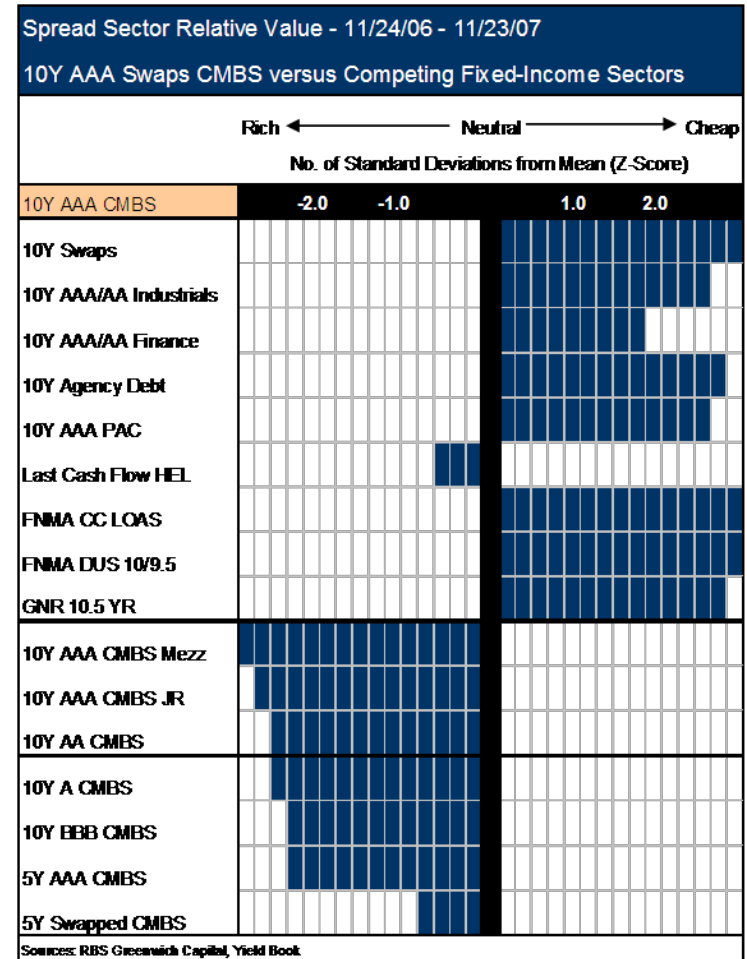 Spread Sector Relative Value - 11/24/06 - 11/23/07
10Y AAA Swaps CMBS versus Competing Fixed-Income Sectors
Rich Neutral Cheap
No. of Standard Deviations from Mean (Z-Score)
10Y AAA CMBS -2.0 -1.0 1.0 2.0
10Y Swaps
10Y AAA/AA Industrials
10Y AAA/AA Finance
10Y Agency Debt
10Y AAA PAC
Last Cash Flow HEL
FNMA CC LOAS
FNMA DUS 10/9.5
GNR 10.5 YR
10Y AAA CMBS Mezz
10Y AAA CMBS JR
10Y AA CMBS
10Y A CMBS
10Y BBB CMBS
5Y AAA CMBS
5Y Swapped CMBS
Sources: RBS Greenwich Capital, Yield Book